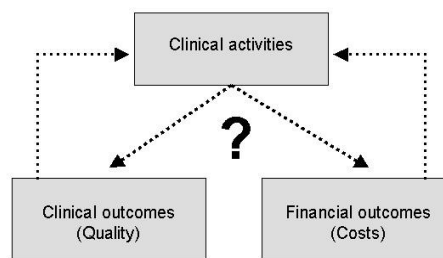 Clinical activities
?
Clinical outcomes
(Quality)
Financial outcomes
(Costs)